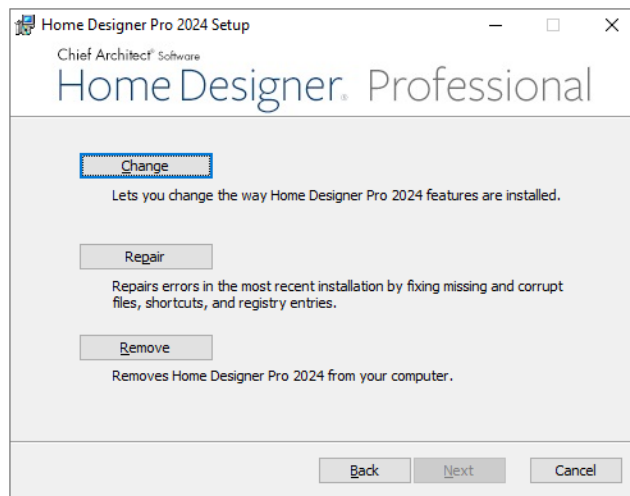 Home Designer Pro 2024 Setup
Chief Architect® Software
Home Designer® Professional
Change
Lets you change the way Home Designer Pro 2024 features are installed.
Repair
Repairs errors in the most recent installation by fixing missing and corrupt
files, shortcuts, and registry entries.
Remove
Removes Home Designer Pro 2024 from your computer.
Back Next Cancel